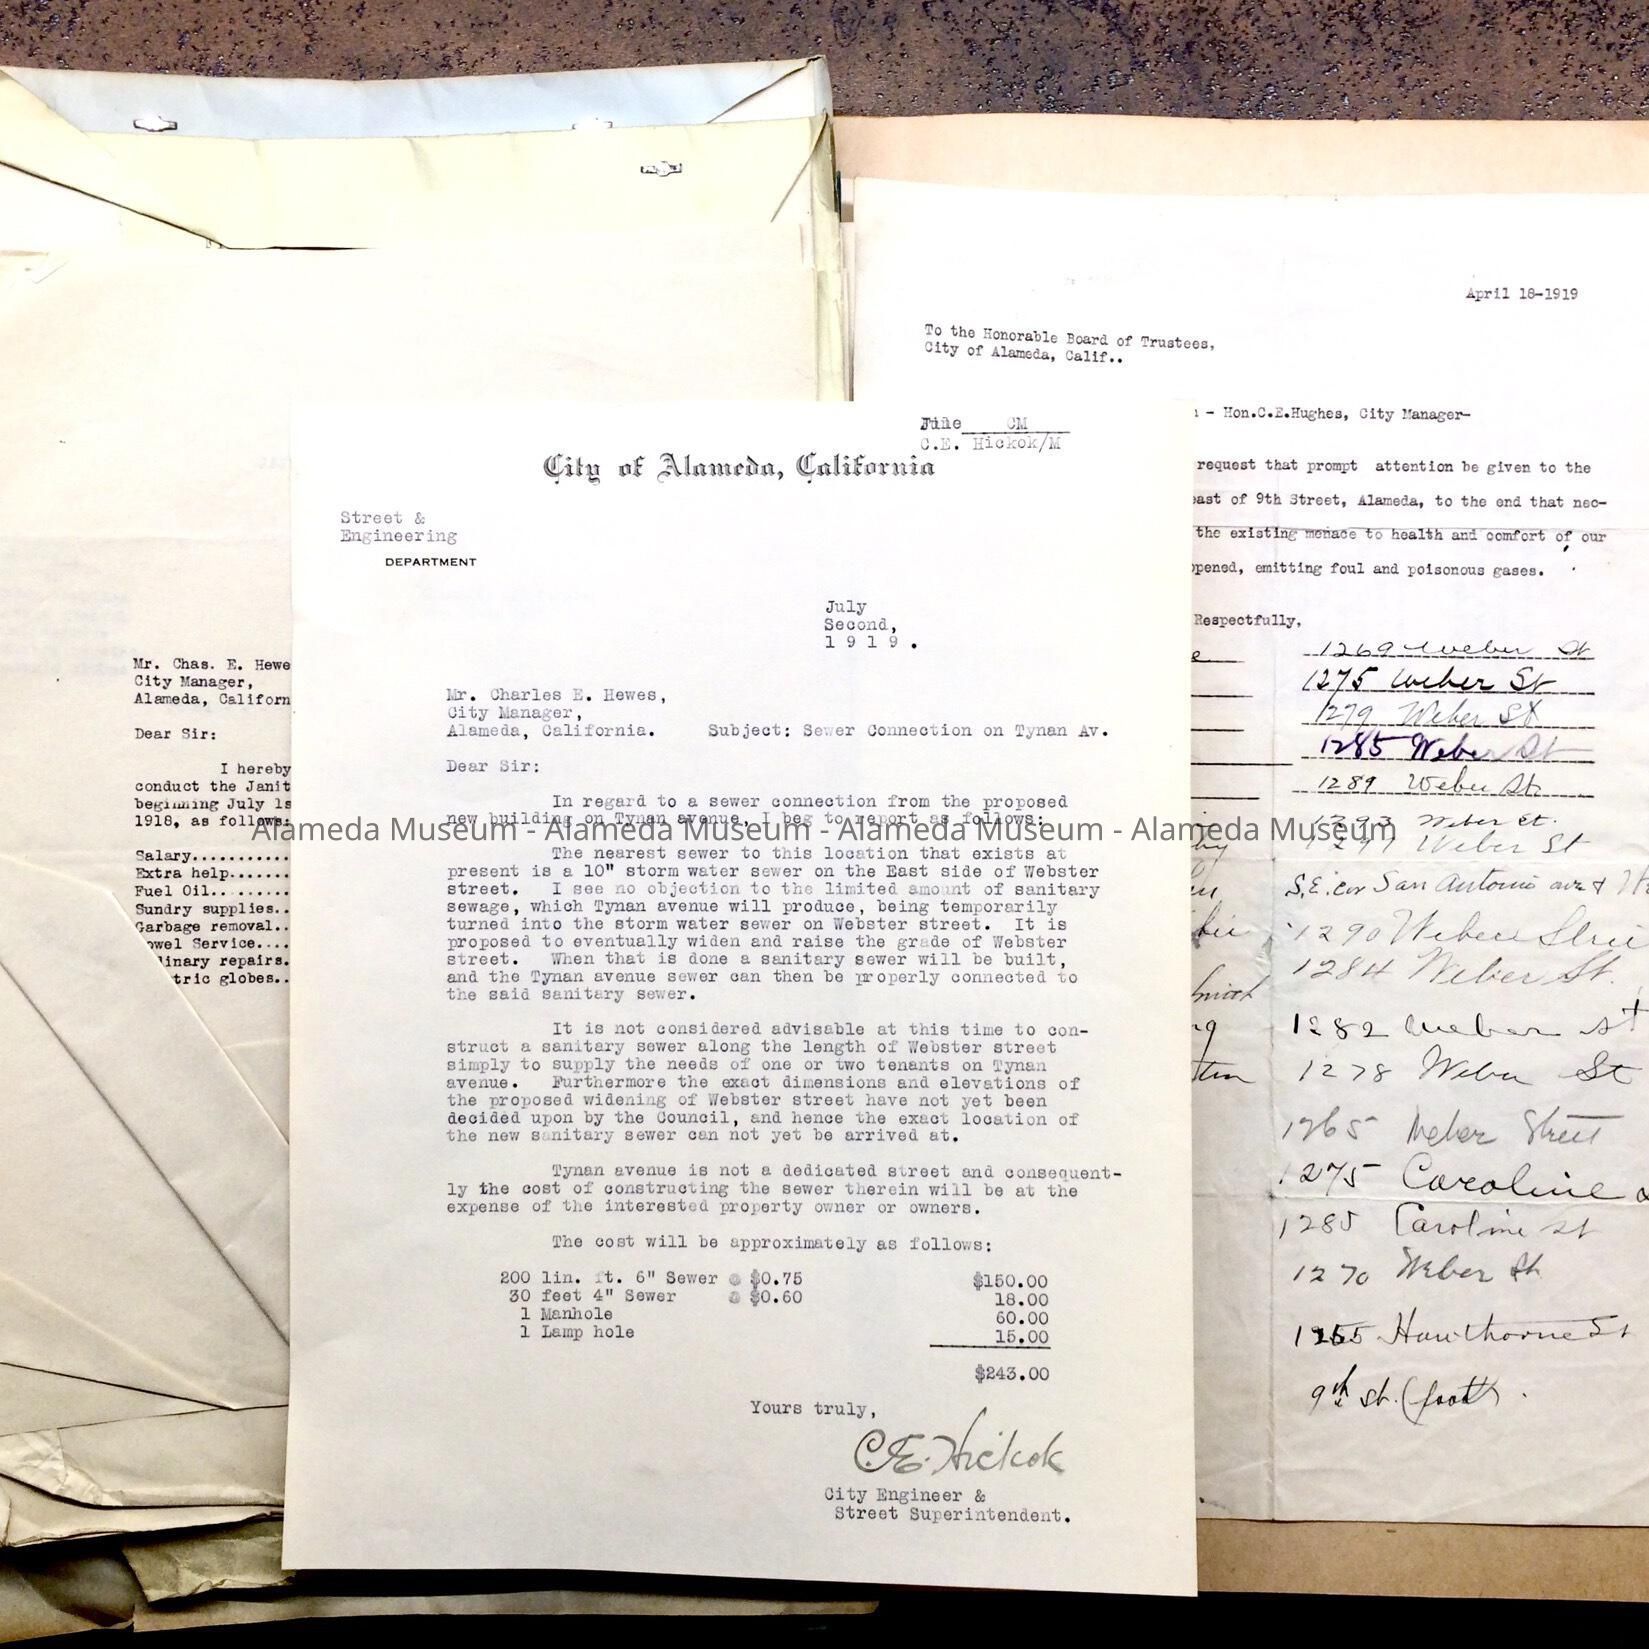 Mr. Chas. E. Hewe
City Manager,
Alameda, Californ
Dear Sir:
I hereby
conduct the Janit
beginning July 1s
1918, as follows:
Salary...........
Extra help.......
Fuel Oil.. .......
Sundry supplies..
Garbage removal..
owel Service....
linary repairs.
tric globes..
File CM
C.E. Hickok/M
City of Alameda, California
Street &
Engineering
DEPARTMENT
July
Second,
1 9 1 9 .
Mr. Charles E. Hewes,
City Manager,
Alameda, California. Subject: Sewer Connection on Tynan Av.
Dear Sir:
In regard to a sewer connection from the proposed
new building on Tynan avenue, I beg to report as follows:
Alameda Museum - Alameda Museum - Alameda Museum - Alameda Museum
The nearest sewer to this location that exists at
present is a 10" storm water sewer on the East side of Webster
street. I see no objection to the limited amount of sanitary
sewage, which Tynan avenue will produce, being temporarily
turned into the storm water sewer on Webster street. It is
proposed to eventually widen and raise the grade of Webster
street. When that is done a sanitary sewer will be built,
and the Tynan avenue sewer can then be properly connected to
the said sanitary sewer.
It is not considered advisable at this time to con-
struct a sanitary sewer along the length of Webster street
simply to supply the needs of one or two tenants on Tynan
avenue. Furthermore the exact dimensions and elevations of
the proposed widening of Webster street have not yet been
decided upon by the Council, and hence the exact location of
the new sanitary sewer can not yet be arrived at.
Tynan avenue is not a dedicated street and consequent-
ly the cost of constructing the sewer therein will be at the
expense of the interested property owner or owners.
The cost will be approximately as follows:
200 lin. ft. 6" Sewer @ $0.75 $150.00
30 feet 4" Sewer @ $0.60 18.00
1 Manhole 60.00
1 Lamp hole 15.00
$243.00
Yours truly,
C.E. Hickok
City Engineer &
Street Superintendent.
April 18-1919
To the Honorable Board of Trustees,
City of Alameda, Calif..
- Hon.C.E.Hughes, City Manager-
request that prompt attention be given to the
east of 9th Street, Alameda, to the end that nec-
the existing menace to health and comfort of our
opened, emitting foul and poisonous gases.
Respectfully,
1269 Weber St
1275 Weber St
1279 Weber St
1285 Weber St
1289 Weber St.
1293 Weber St.
1297 Weber St
S.E. cor San Antonio ave &
1290 Weber Stree
1284 Weber St.
1282 Weber St
1278 Weber St
1265 Weber Street
1275 Caroline
1285 Caroline St
1270 Weber St
1255 Hawthorne St
9th St. (foot).